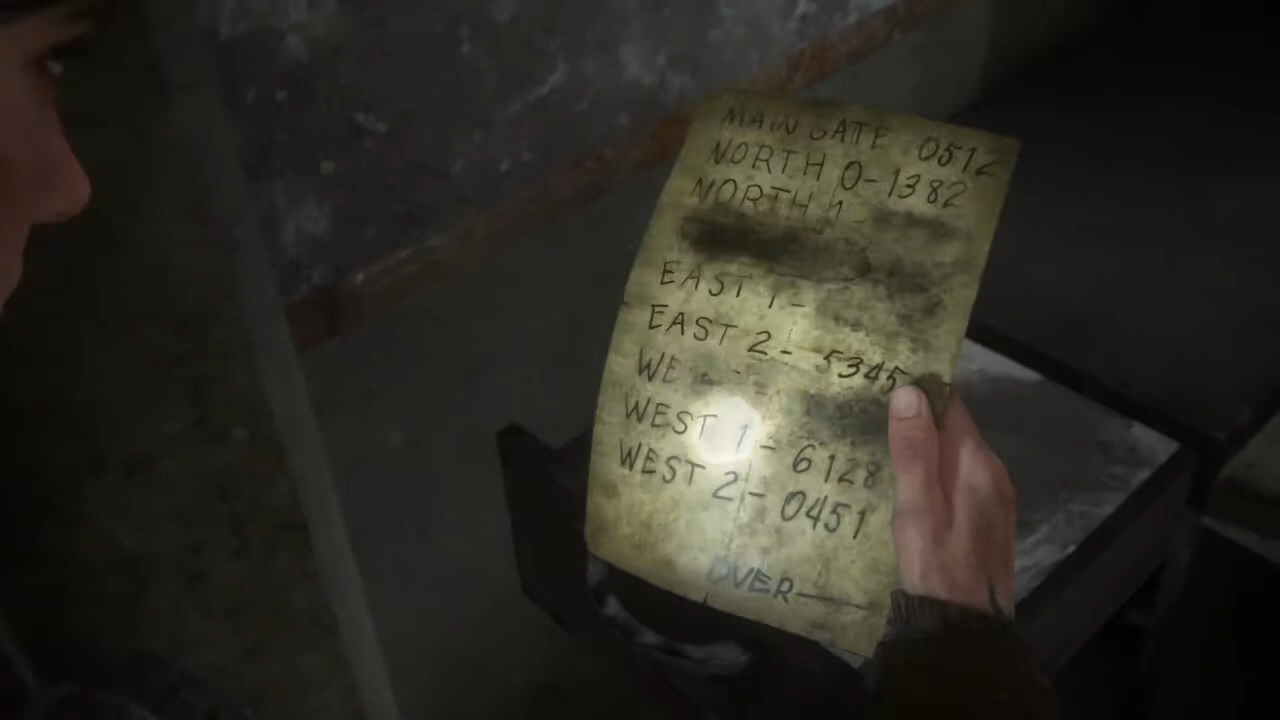 MAIN GATE 0512
NORTH 0-1382
NORTH 1-
EAST 1-
EAST 2- 5345
WE
WEST 1- 6128
WEST 2- 0451
OVER